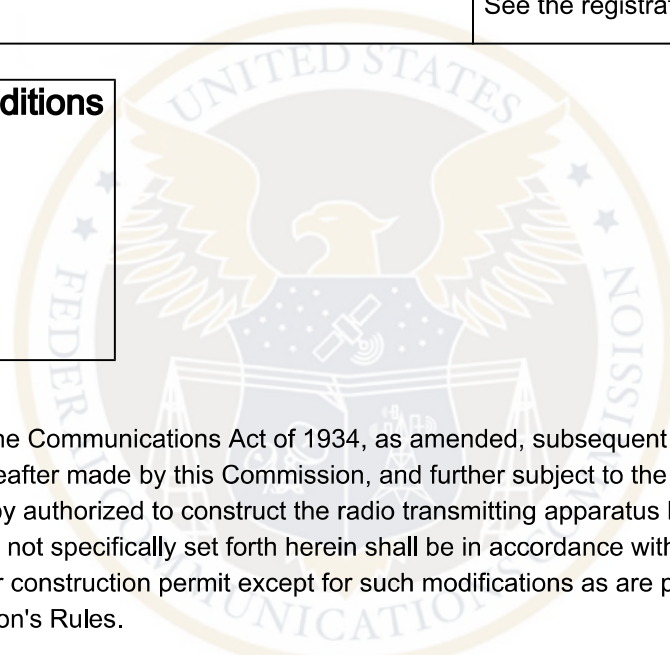 See the registra
ditions
he Communications Act of 1934, as amended, subsequent
eafter made by this Commission, and further subject to the
by authorized to construct the radio transmitting apparatus
not specifically set forth herein shall be in accordance with
r construction permit except for such modifications as are p
on's Rules.
UNITED STATES
FEDERAL COMMUNICATIONS COMMISSION